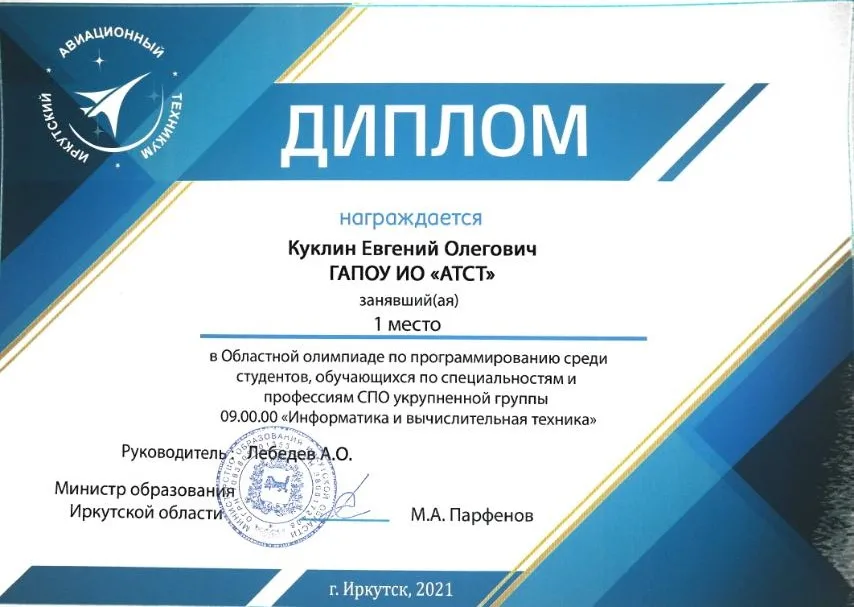 ИРКУТСКИЙ АВИАЦИОННЫЙ ТЕХНИКУМ
ДИПЛОМ
награждается
Куклин Евгений Олегович
ГАПОУ ИО «АТСТ»
занявший(ая)
1 место
в Областной олимпиаде по программированию среди
студентов, обучающихся по специальностям и
профессиям СПО укрупненной группы
09.00.00 «Информатика и вычислительная техника»
Руководитель: Лебедев А.О.
Министр образования
Иркутской области М.А. Парфенов
г. Иркутск, 2021